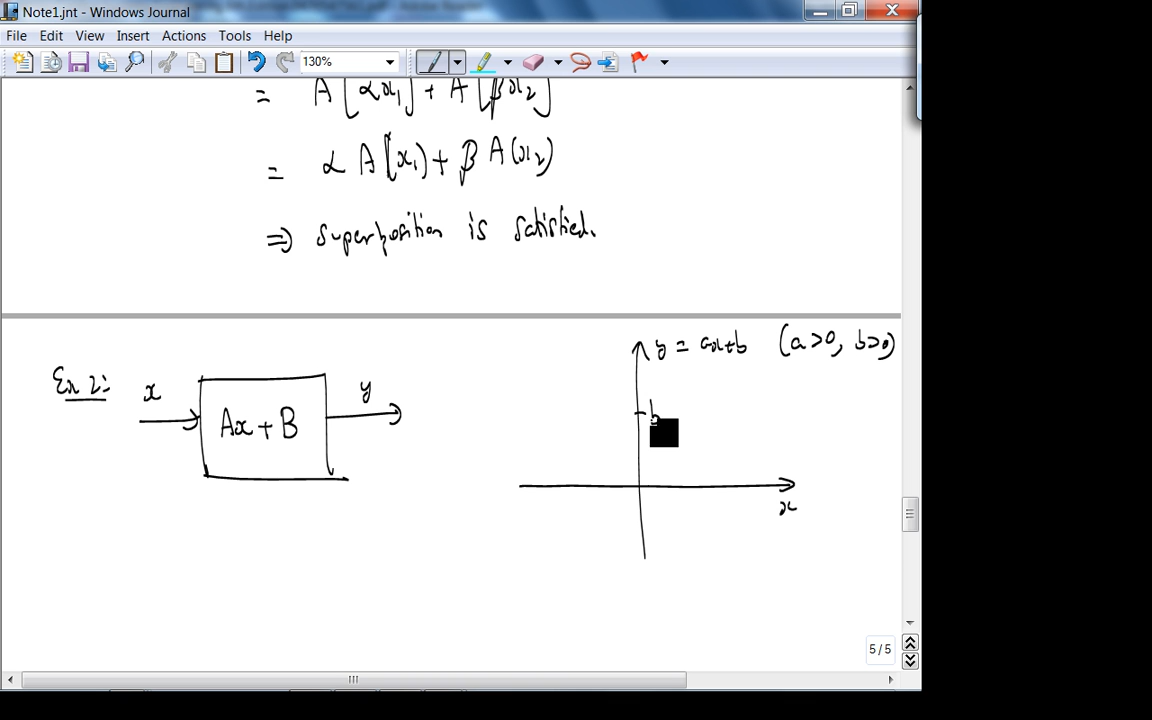 Note1.jnt - Windows Journal
File Edit View Insert Actions Tools Help
130%
= A[αx₁] + A[βx₂]
= α A[x₁) + β A(x₂)
⇒ superposition is satisfied.
Ex 2:
x
Ax + B
y
y = ax+b (a>0, b>0)
b
x
5 / 5